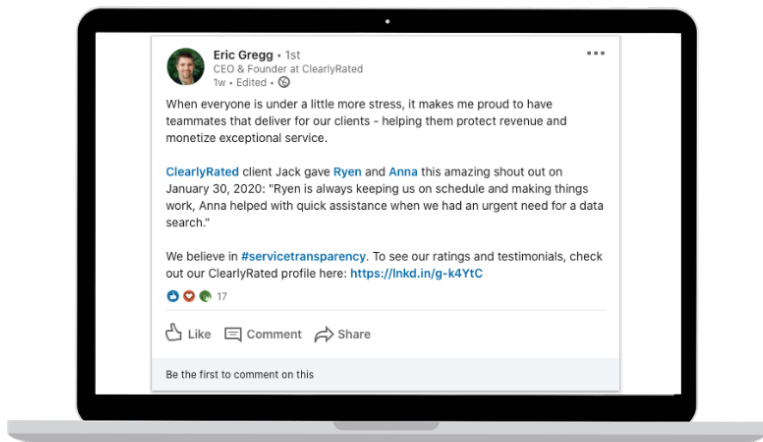 Eric Gregg • 1st
CEO & Founder at ClearlyRated
1w • Edited •
When everyone is under a little more stress, it makes me proud to have
teammates that deliver for our clients - helping them protect revenue and
monetize exceptional service.
ClearlyRated client Jack gave Ryen and Anna this amazing shout out on
January 30, 2020: "Ryen is always keeping us on schedule and making things
work, Anna helped with quick assistance when we had an urgent need for a data
search."
We believe in #servicetransparency. To see our ratings and testimonials, check
out our ClearlyRated profile here: https://lnkd.in/g-k4YtC
17
Like Comment Share
Be the first to comment on this